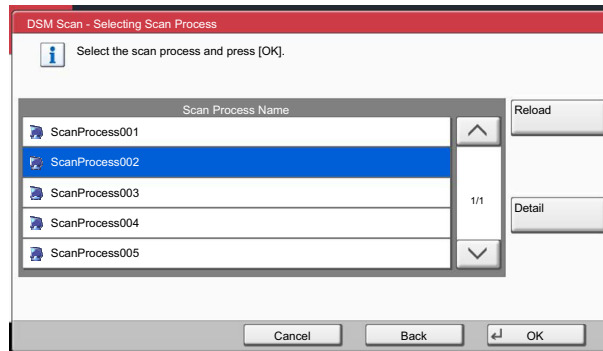 DSM Scan - Selecting Scan Process
Select the scan process and press [OK].
Scan Process Name
ScanProcess001
ScanProcess002
ScanProcess003
ScanProcess004
ScanProcess005
1/1
Reload
Detail
Cancel
Back
OK